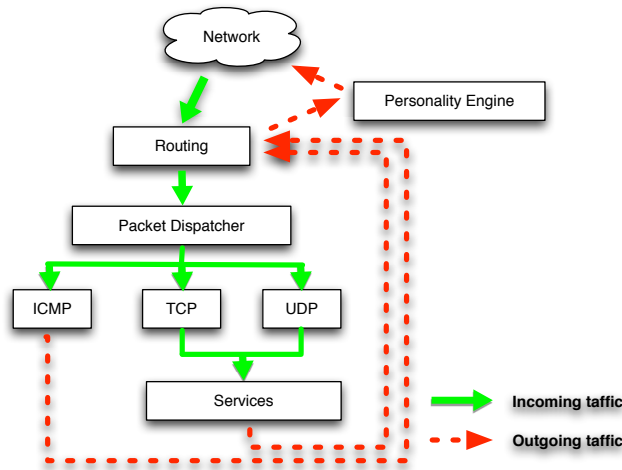 Network
Personality Engine
Routing
Packet Dispatcher
ICMP
TCP
UDP
Services
Incoming taffic
Outgoing taffic